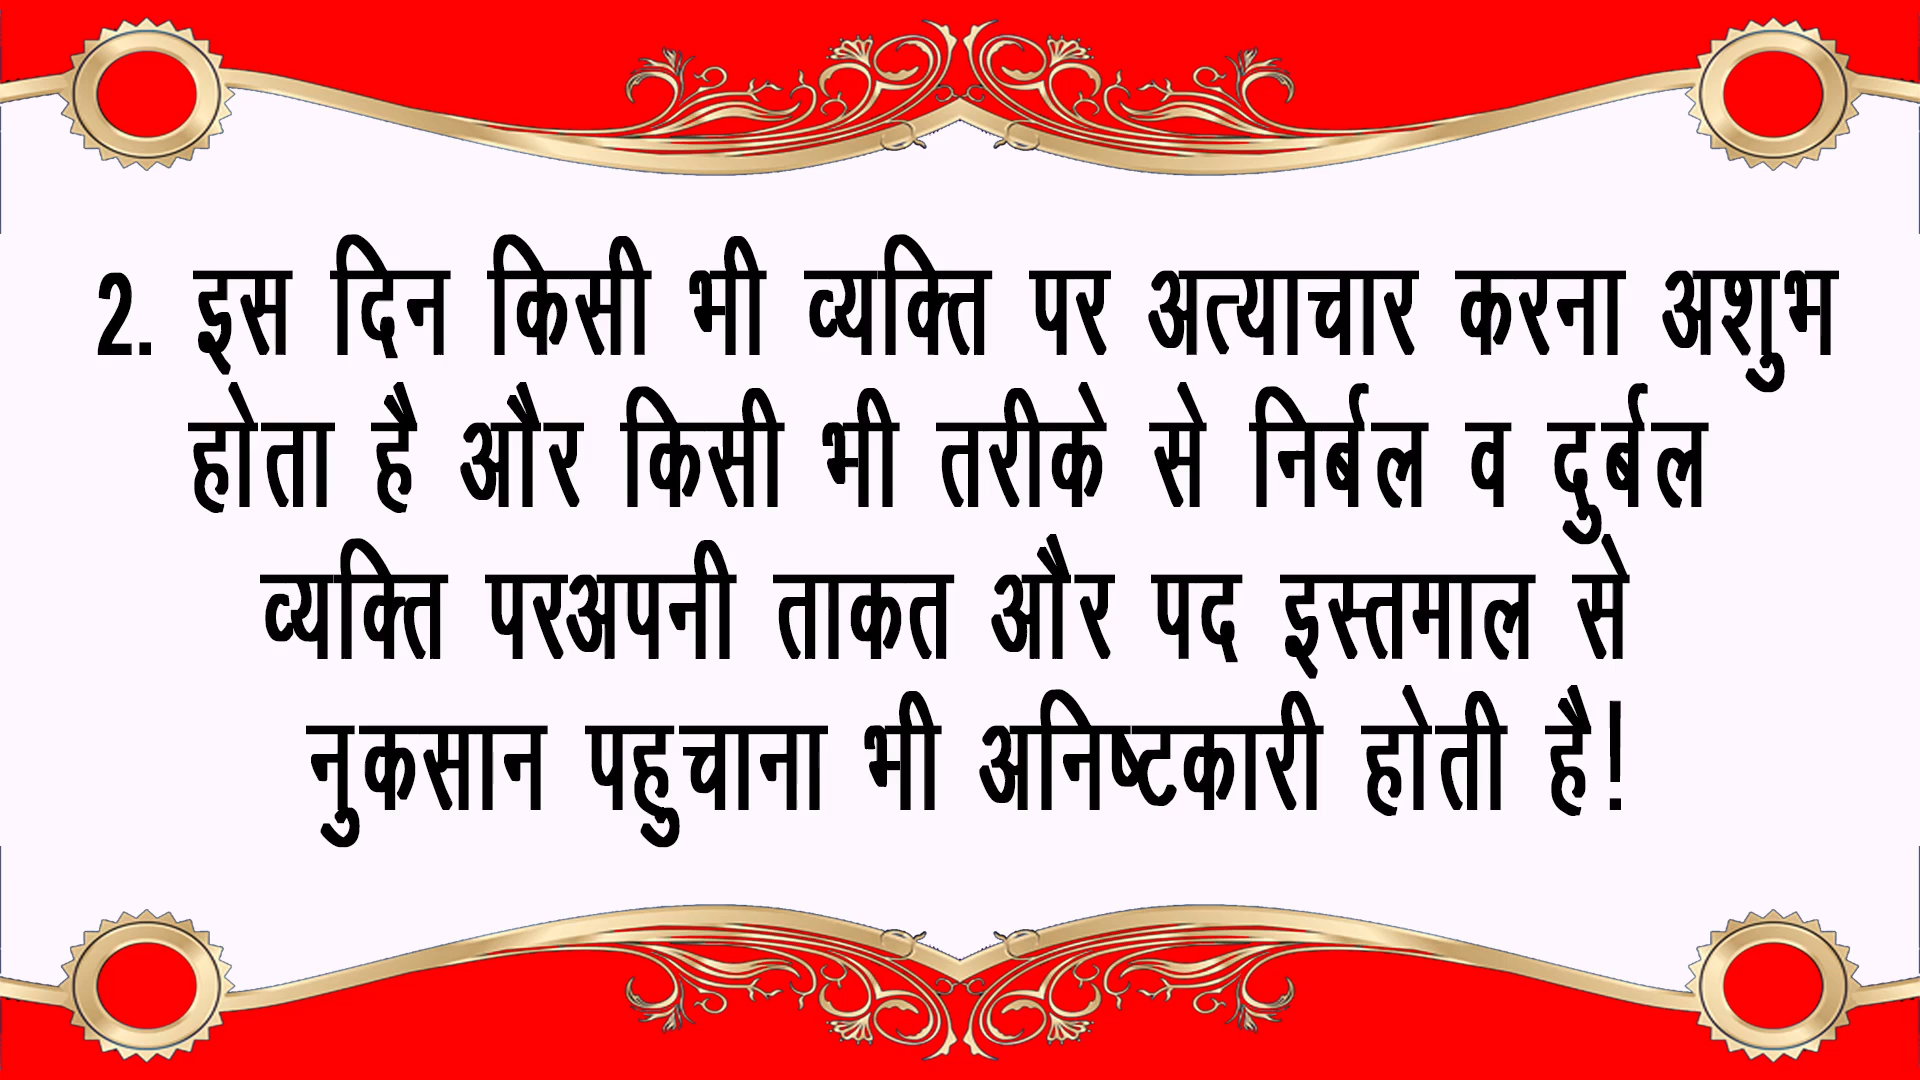 2. इस दिन किसी भी व्यक्ति पर अत्याचार करना अशुभ
होता है और किसी भी तरीके से निर्बल व दुर्बल
व्यक्ति परअपनी ताकत और पद इस्तमाल से
नुकसान पहुचाना भी अनिष्टकारी होती है!